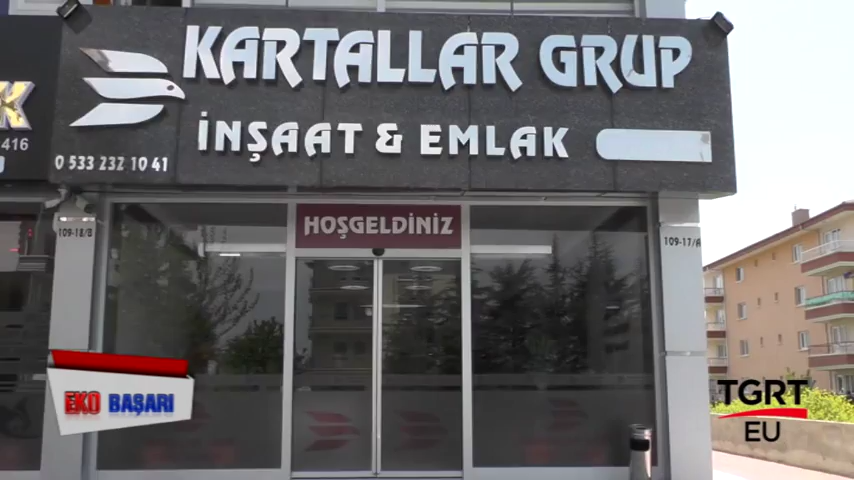 KARTALLAR GRUP
İNŞAAT & EMLAK
0 533 232 10 41
K
416
109-18/B
HOŞGELDİNİZ
109-17/A
EKO BAŞARI
TGRT
EU